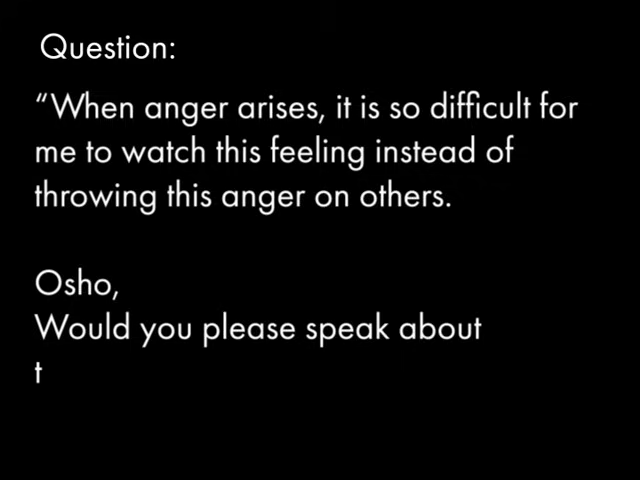 Question:
“When anger arises, it is so difficult for
me to watch this feeling instead of
throwing this anger on others.
Osho,
Would you please speak about
t